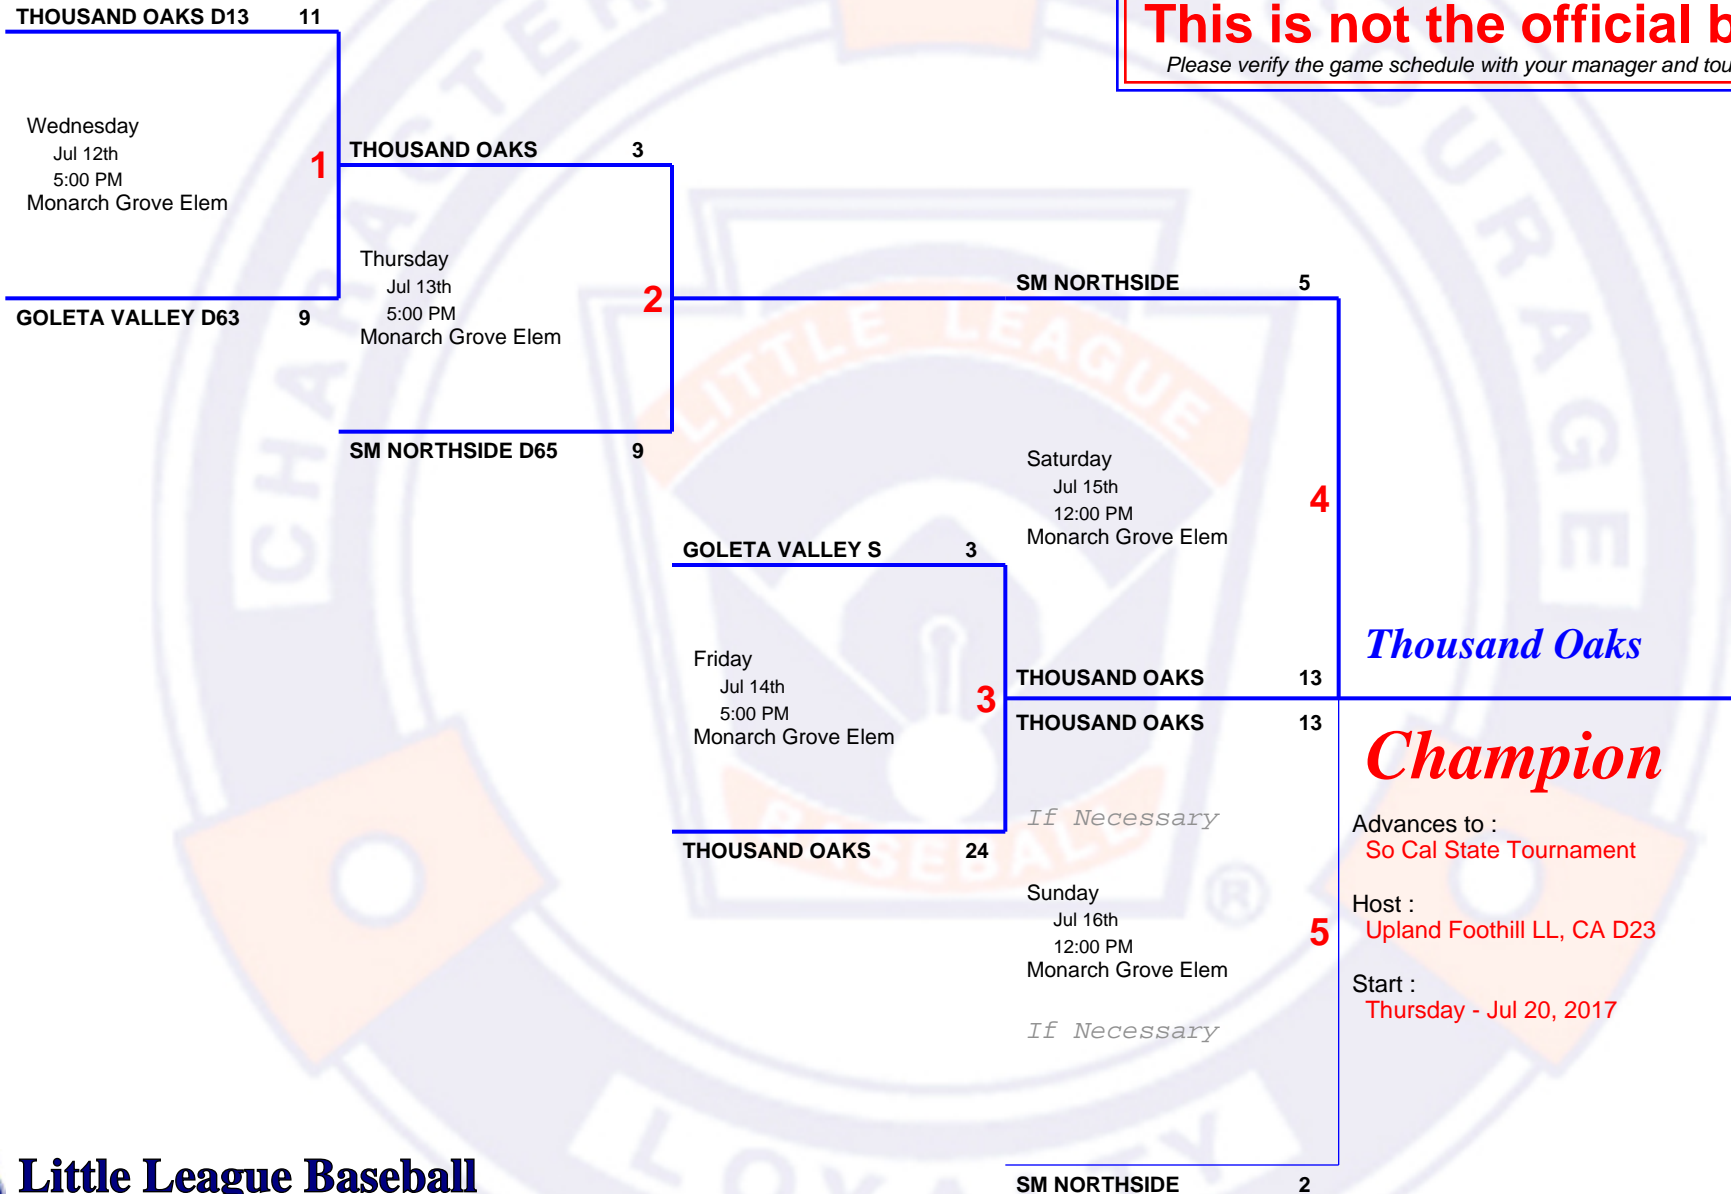 THOUSAND OAKS D13 11
This is not the official b
Please verify the game schedule with your manager and tou
Wednesday
Jul 12th
5:00 PM
Monarch Grove Elem
1
GOLETA VALLEY D63 9
THOUSAND OAKS 3
Thursday
Jul 13th
5:00 PM
Monarch Grove Elem
2
SM NORTHSIDE D65 9
GOLETA VALLEY S 3
Friday
Jul 14th
5:00 PM
Monarch Grove Elem
3
THOUSAND OAKS 24
SM NORTHSIDE 5
Saturday
Jul 15th
12:00 PM
Monarch Grove Elem
4
THOUSAND OAKS 13
THOUSAND OAKS 13
If Necessary
Sunday
Jul 16th
12:00 PM
Monarch Grove Elem
5
If Necessary
SM NORTHSIDE 2
Thousand Oaks
Champion
Advances to :
So Cal State Tournament
Host :
Upland Foothill LL, CA D23
Start :
Thursday - Jul 20, 2017
Little League Baseball
CHARACTER
COURAGE
LOYALTY
LITTLE LEAGUE
BASEBALL
®